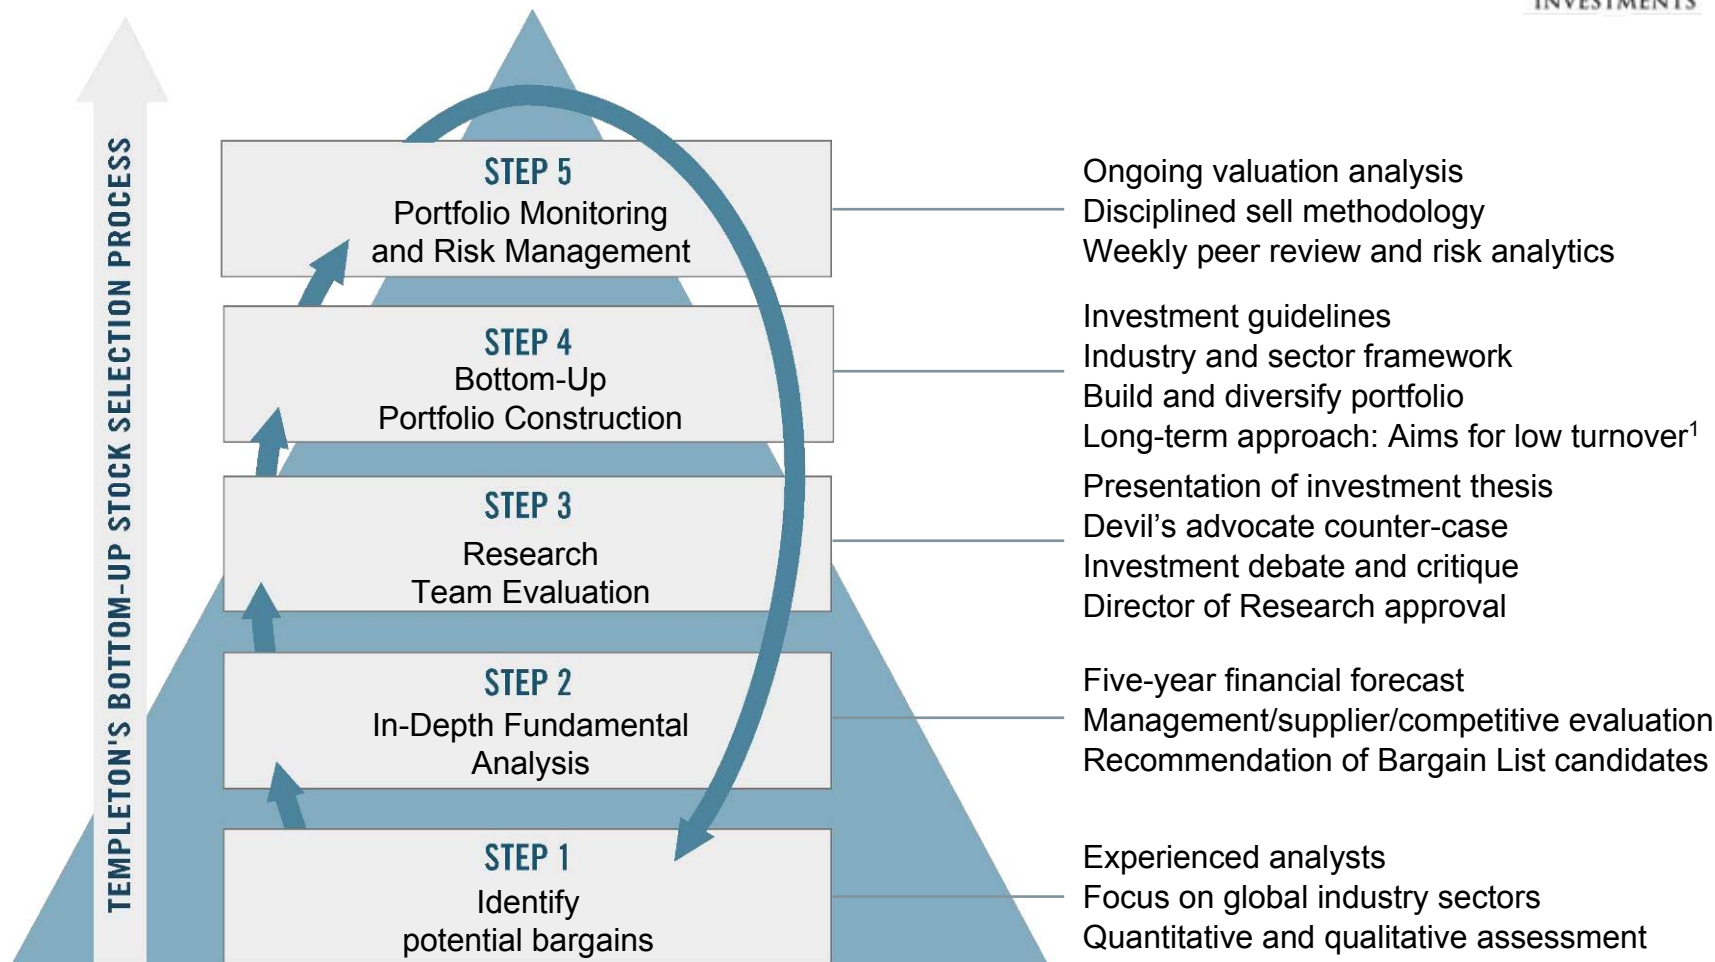 INVESTMENTS
TEMPLETON'S BOTTOM-UP STOCK SELECTION PROCESS
STEP 5
Portfolio Monitoring
and Risk Management
Ongoing valuation analysis
Disciplined sell methodology
Weekly peer review and risk analytics
STEP 4
Bottom-Up
Portfolio Construction
Investment guidelines
Industry and sector framework
Build and diversify portfolio
Long-term approach: Aims for low turnover¹
STEP 3
Research
Team Evaluation
Presentation of investment thesis
Devil’s advocate counter-case
Investment debate and critique
Director of Research approval
STEP 2
In-Depth Fundamental
Analysis
Five-year financial forecast
Management/supplier/competitive evaluation
Recommendation of Bargain List candidates
STEP 1
Identify
potential bargains
Experienced analysts
Focus on global industry sectors
Quantitative and qualitative assessment